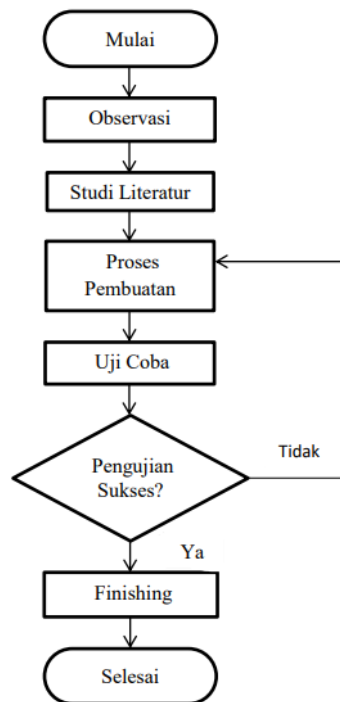 Mulai
Observasi
Studi Literatur
Proses
Pembuatan
Uji Coba
Pengujian
Sukses?
Tidak
Ya
Finishing
Selesai